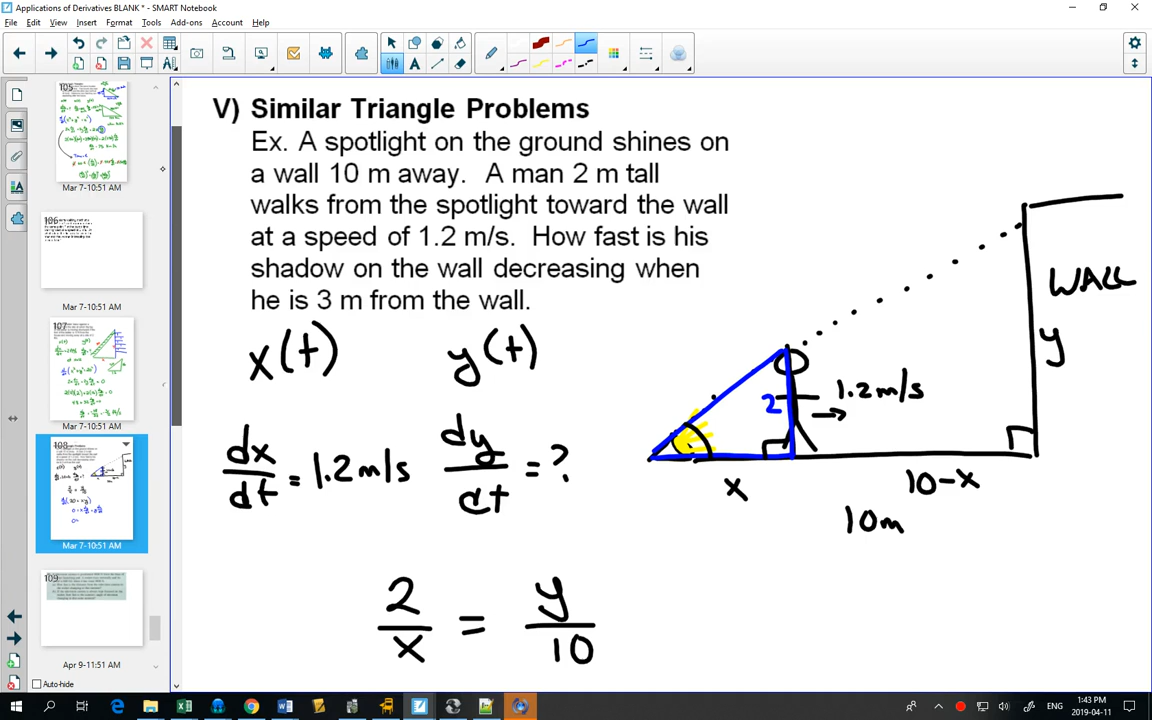 Applications of Derivatives BLANK * - SMART Notebook
File Edit View Insert Format Tools Add-ons Account Help
105
Mar 7-10:51 AM
106
Mar 7-10:51 AM
107
Mar 7-10:51 AM
108
Mar 7-10:51 AM
109
Apr 9-11:51 AM
Auto-hide
V) Similar Triangle Problems
Ex. A spotlight on the ground shines on
a wall 10 m away. A man 2 m tall
walks from the spotlight toward the wall
at a speed of 1.2 m/s. How fast is his
shadow on the wall decreasing when
he is 3 m from the wall.
x(t) y(t)
dx/dt = 1.2 m/s dy/dt = ?
2/x = y/10
WALL
y
2
1.2 m/s
x
10-x
10m
ENG
1:43 PM
2019-04-11